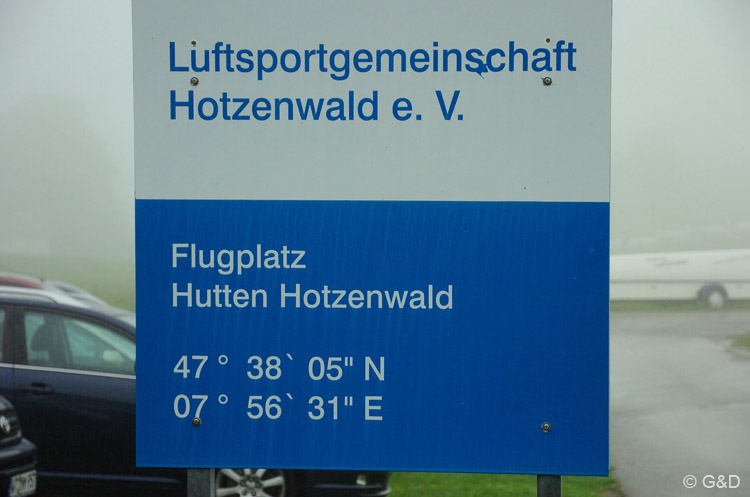 Luftsportgemeinschaft
Hotzenwald e. V.
Flugplatz
Hutten Hotzenwald
47 ° 38` 05" N
07 ° 56` 31" E
© G&D